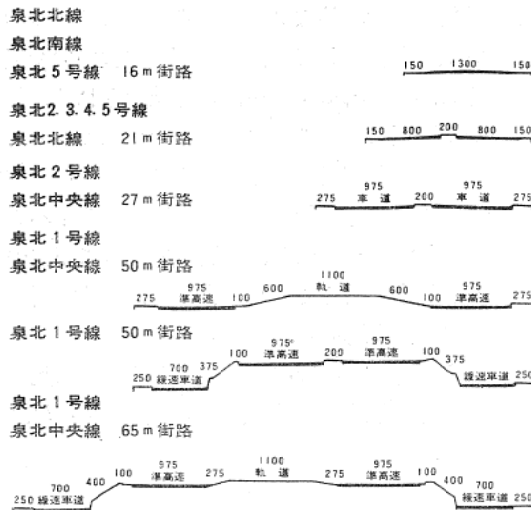 泉北北線
泉北南線
泉北5号線 16m街路
150 1300 150
泉北2.3.4.5号線
泉北北線 21m街路
150 800 200 800 150
泉北2号線
泉北中央線 27m街路
275 975 車道 200 975 車道 275
泉北1号線
泉北中央線 50m街路
275 975 準高速 100 600 1100 軌道 600 100 975 準高速 275
泉北1号線 50m街路
250 700 緩速車道 375 100 975 準高速 200 975 準高速 100 375 緩速車道 250
泉北1号線
泉北中央線 65m街路
250 700 緩速車道 400 100 975 準高速 275 1100 軌道 275 975 準高速 100 400 700 緩速車道 250